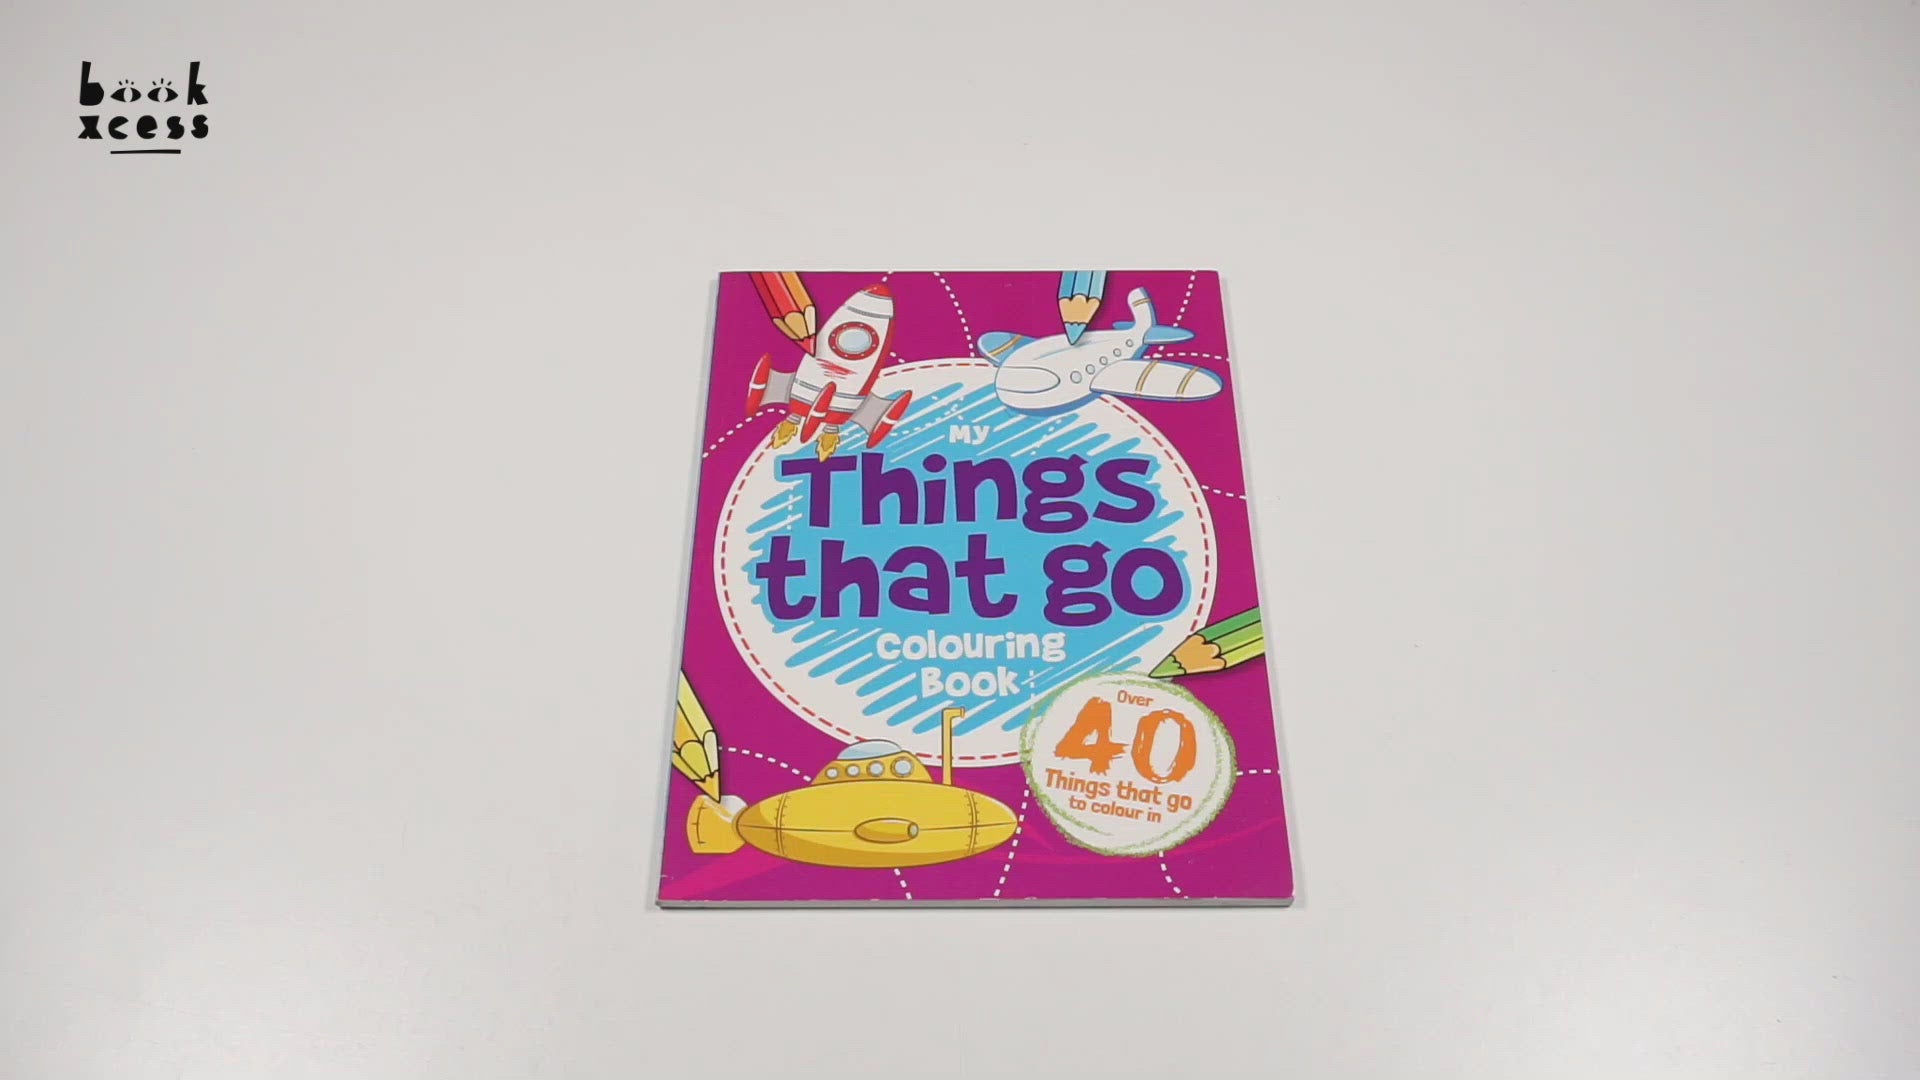 book
xcess
My
Things
that go
Colouring
Book
Over
40
Things that go
to colour in